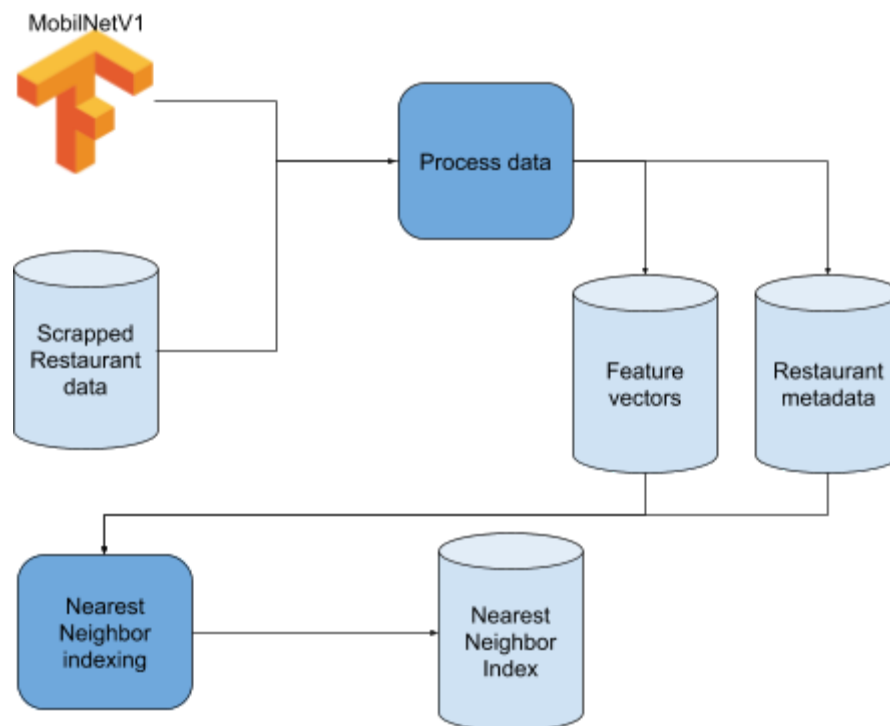 MobilNetV1
Process data
Scrapped
Restaurant
data
Feature
vectors
Restaurant
metadata
Nearest
Neighbor
indexing
Nearest
Neighbor
Index